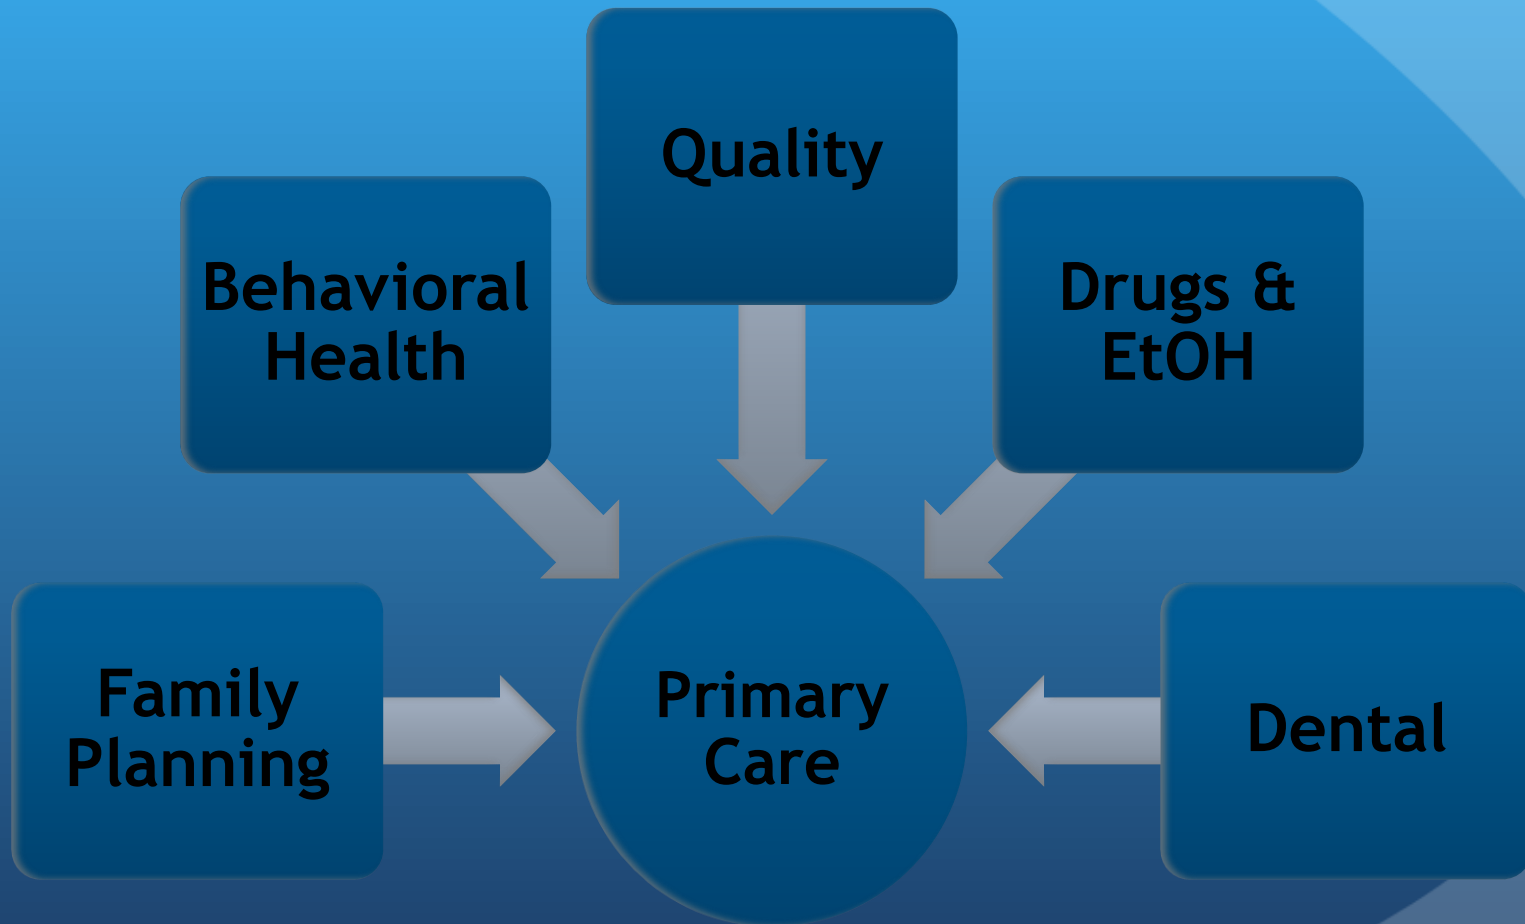 Quality
Behavioral
Health
Drugs &
EtOH
Family
Planning
Primary
Care
Dental